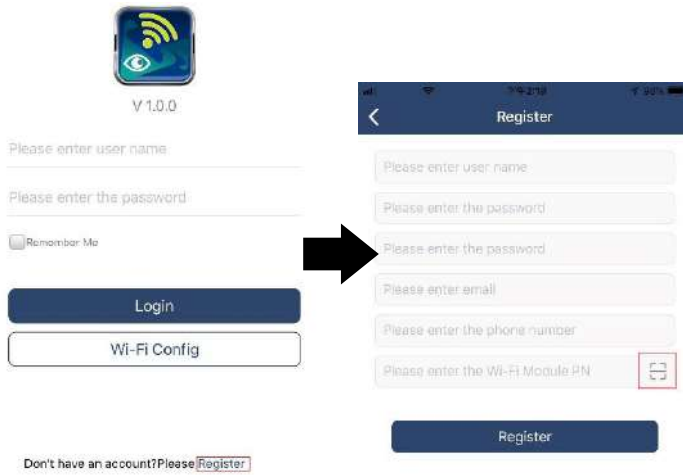 V 1.0.0
Please enter user name
Please enter the password
Remember Me
Login
Wi-Fi Config
Don't have an account?Please Register
Register
Please enter user name
Please enter the password
Please enter the password
Please enter email
Please enter the phone number
Please enter the Wi-Fi Module PN
Register